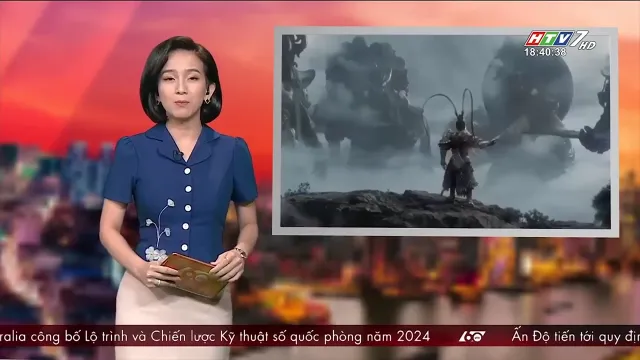 HTV7 HD
18:40:38
ralia công bố Lộ trình và Chiến lược Kỹ thuật số quốc phòng năm 2024
60
Ấn Độ tiến tới quy địn